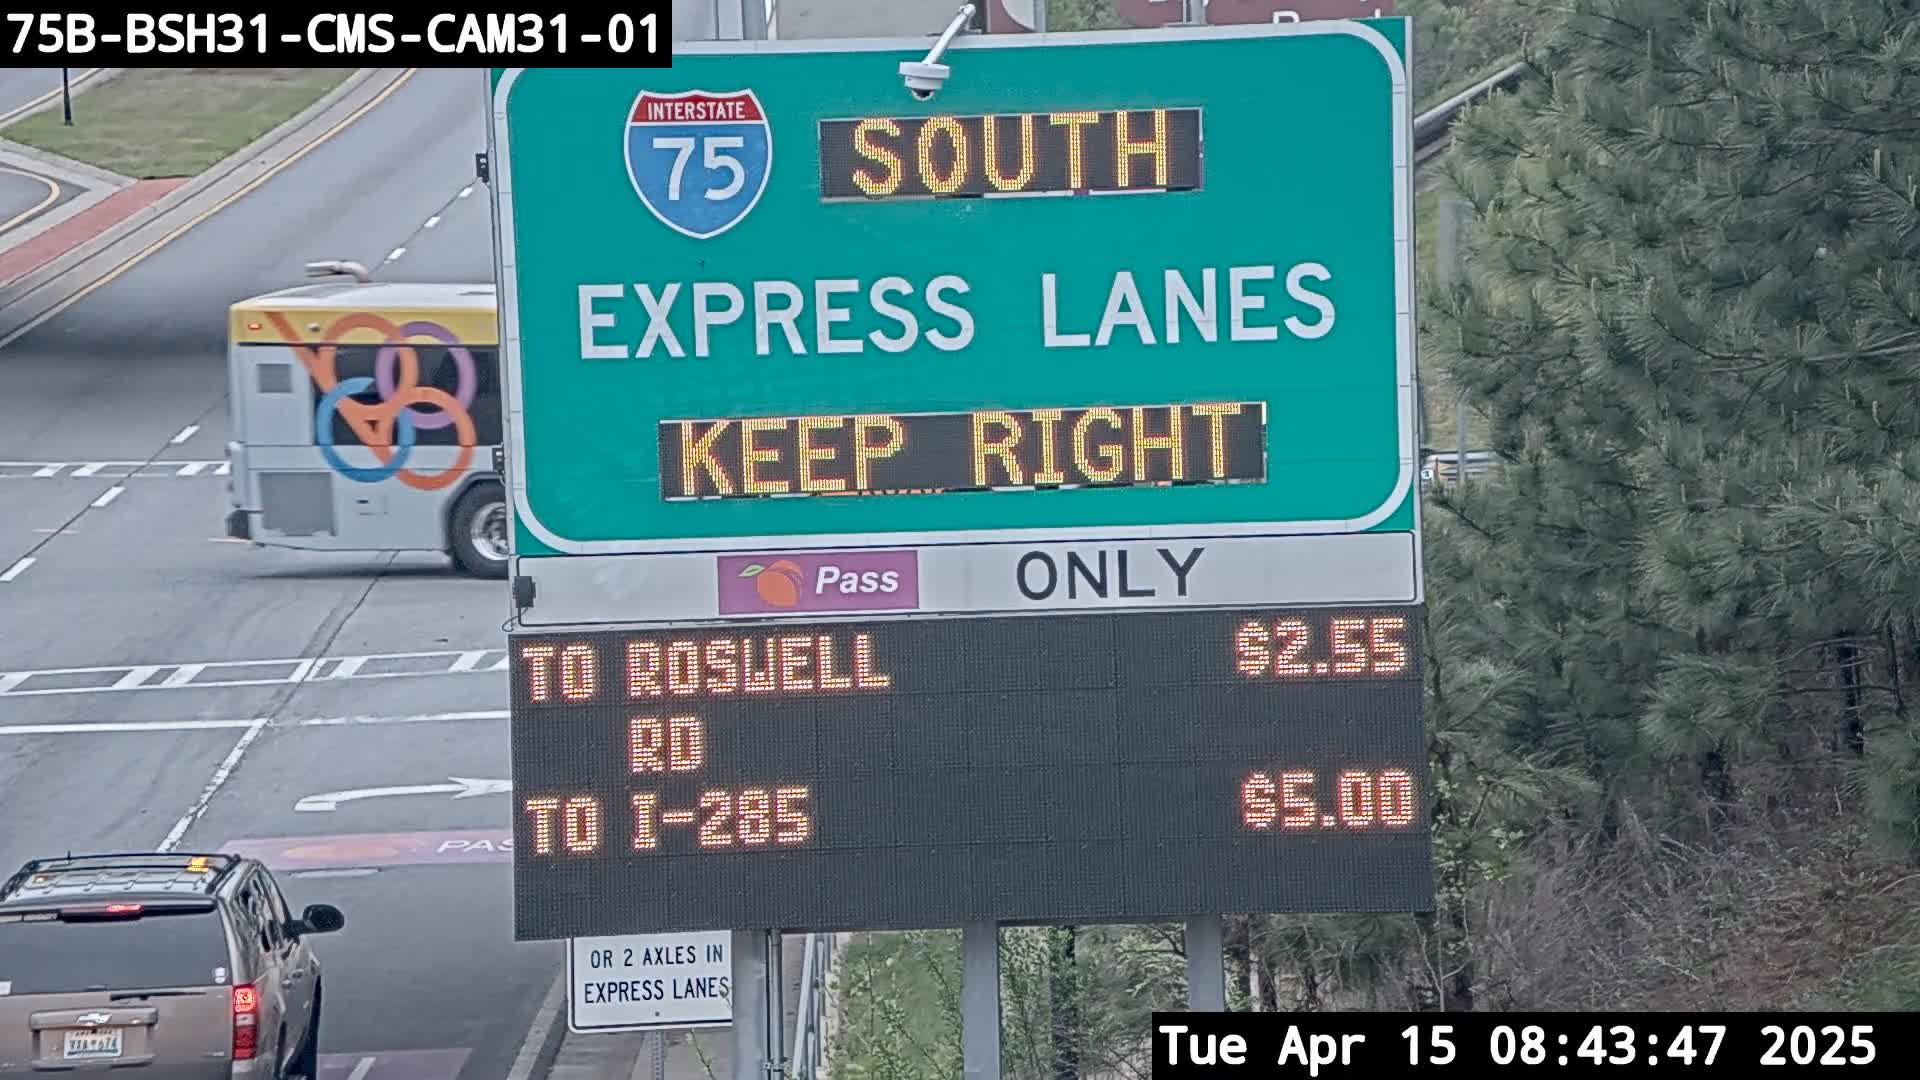 75B-BSH31-CMS-CAM31-01
INTERSTATE
75
SOUTH
EXPRESS LANES
KEEP RIGHT
Pass ONLY
TO ROSWELL $2.55
RD
TO I-285 $5.00
PAS
OR 2 AXLES IN
EXPRESS LANES
Tue Apr 15 08:43:47 2025